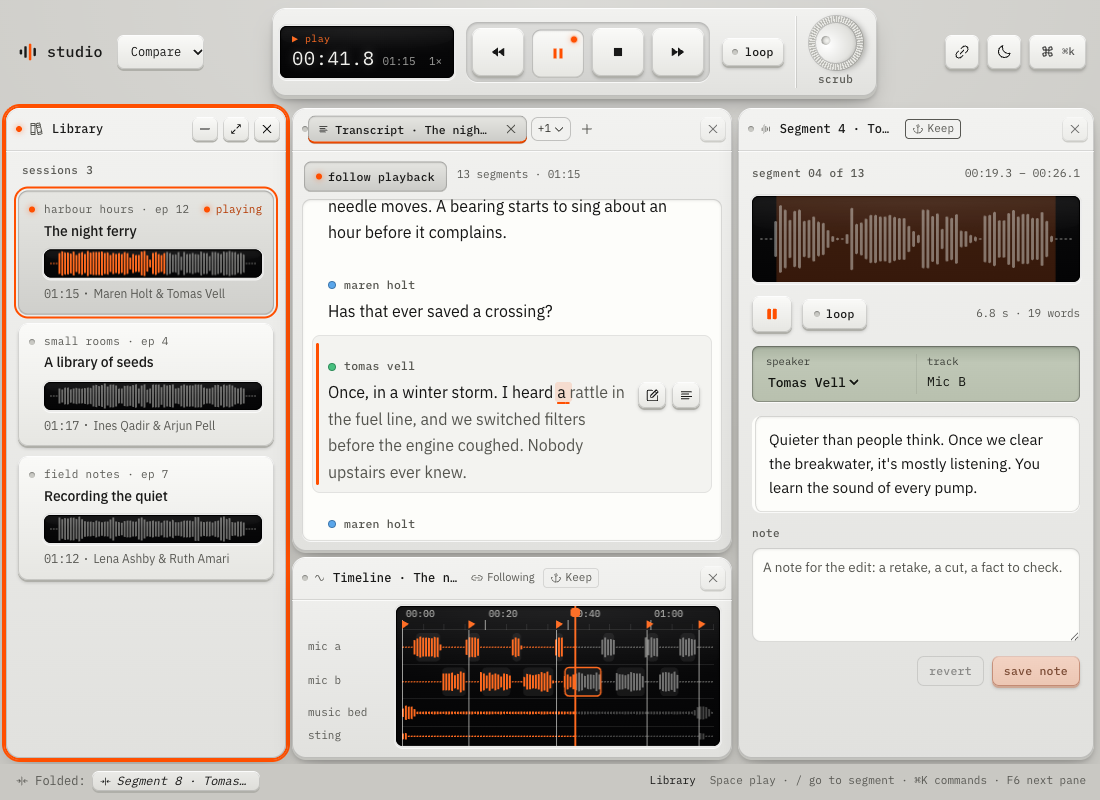 studio
Compare
play
00:41.8 01:15 1×
loop
scrub
⌘ ⌘k
Library
sessions 3
harbour hours · ep 12 playing
The night ferry
01:15 · Maren Holt & Tomas Vell
small rooms · ep 4
A library of seeds
01:17 · Ines Qadir & Arjun Pell
field notes · ep 7
Recording the quiet
01:12 · Lena Ashby & Ruth Amari
Transcript · The nigh…
+1
follow playback
13 segments · 01:15
needle moves. A bearing starts to sing about an
hour before it complains.
maren holt
Has that ever saved a crossing?
tomas vell
Once, in a winter storm. I heard a rattle in
the fuel line, and we switched filters
before the engine coughed. Nobody
upstairs ever knew.
maren holt
Timeline · The n…
Following
Keep
00:00 00:20 0:40 01:00
mic a
mic b
music bed
sting
Segment 4 · To…
Keep
segment 04 of 13 00:19.3 – 00:26.1
loop
6.8 s · 19 words
speaker
Tomas Vell
track
Mic B
Quieter than people think. Once we clear
the breakwater, it's mostly listening. You
learn the sound of every pump.
note
A note for the edit: a retake, a cut, a fact to check.
revert
save note
Folded:
Segment 8 · Tomas…
Library Space play · / go to segment · ⌘K commands · F6 next pane